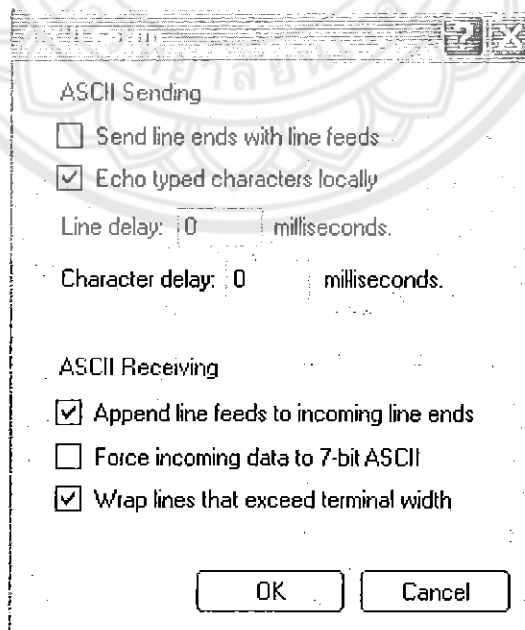 ASCII Sending
Send line ends with line feeds
Echo typed characters locally
Line delay: 0 milliseconds.
Character delay: 0 milliseconds.
ASCII Receiving
Append line feeds to incoming line ends
Force incoming data to 7-bit ASCII
Wrap lines that exceed terminal width
OK Cancel